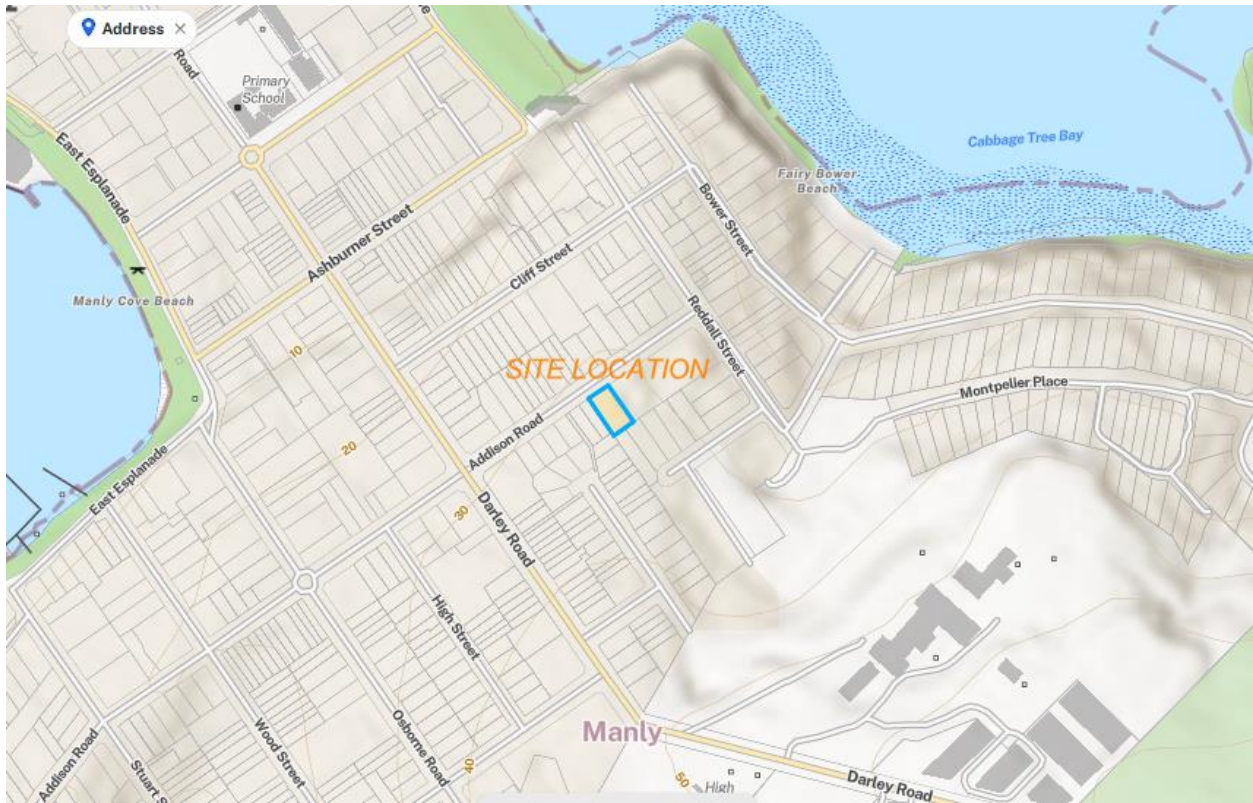 Address
Road
Primary
School
East Esplanade
Cabbage Tree Bay
Fairy Bower
Beach
Bower Street
Ashburner Street
Cliff Street
Manly Cove Beach
Reddall Street
10
SITE LOCATION
Montpelier Place
Addison Road
20
East Esplanade
30
Darley Road
High Street
Manly
Wood Street
Osborne Road
40
Addison Road
Stuart S
50
High
Darley Road